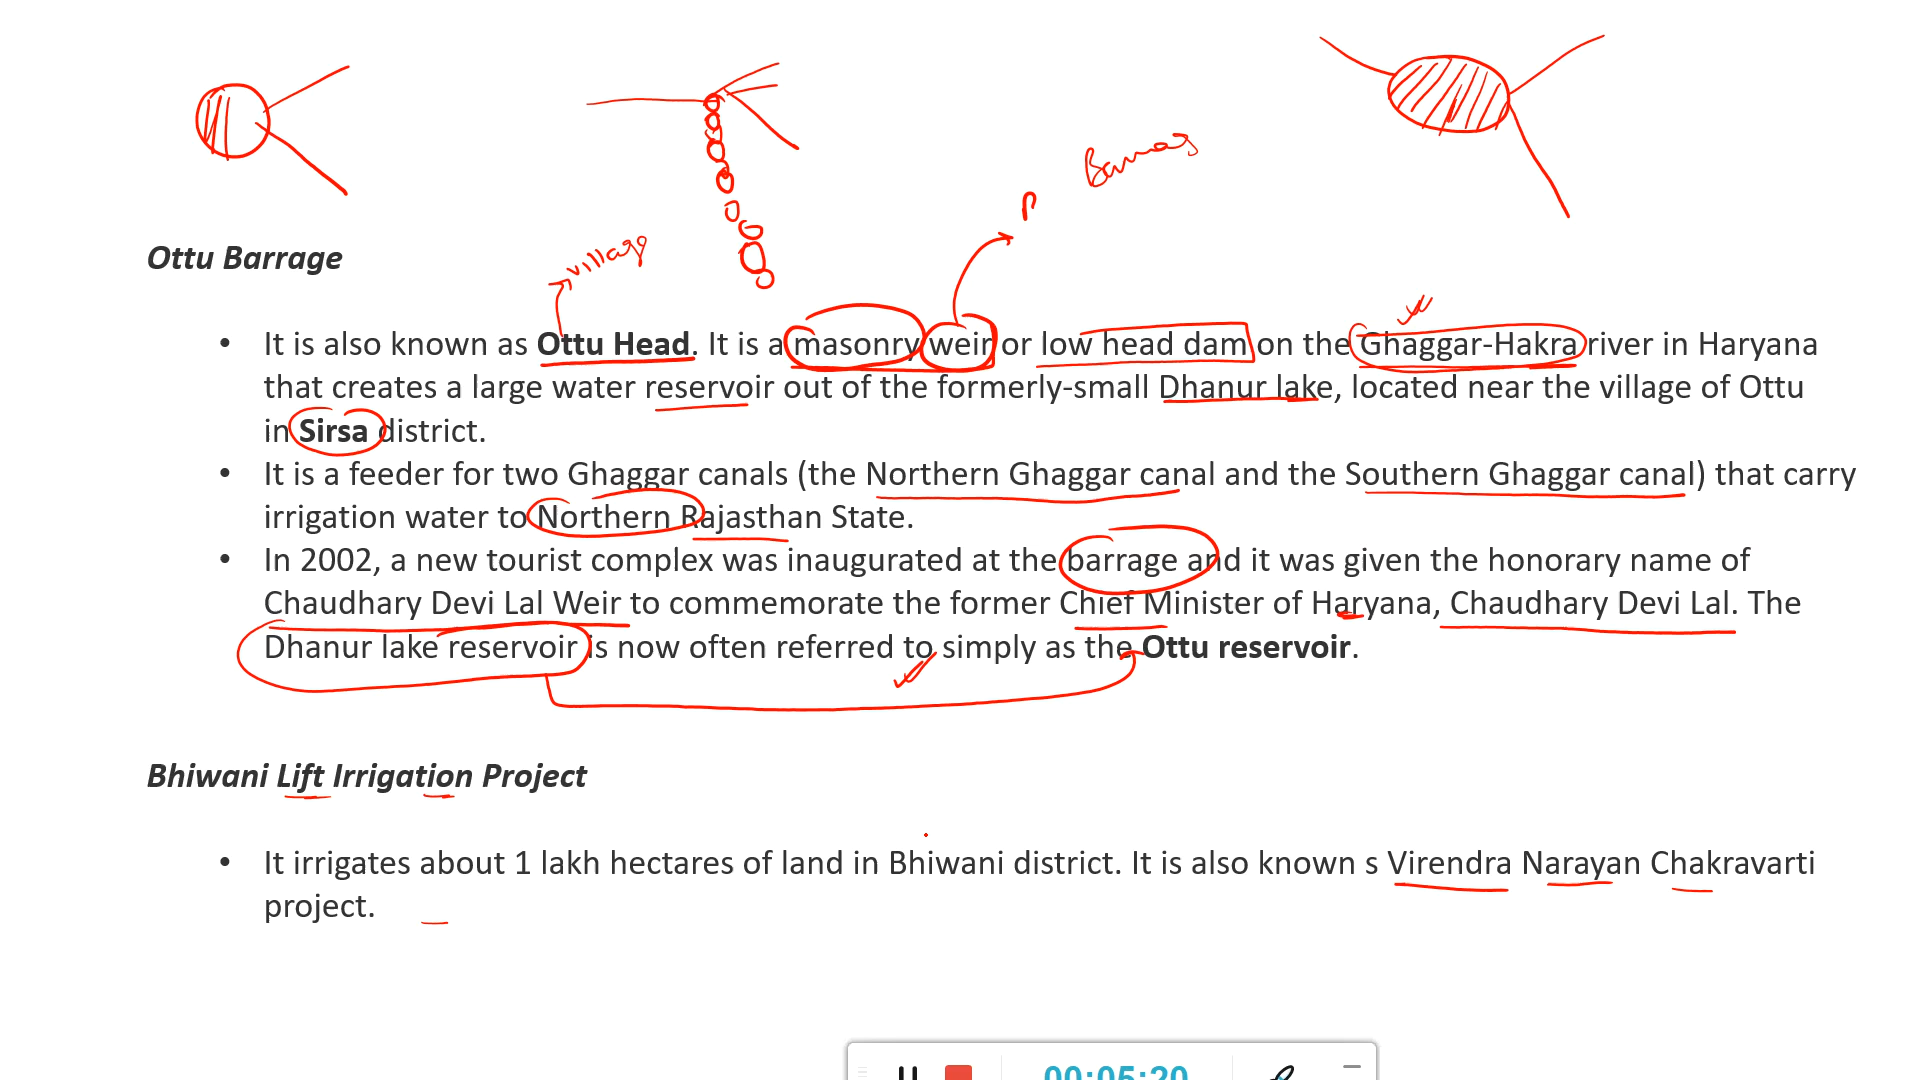 Barrag
village
Ottu Barrage
• It is also known as Ottu Head. It is a masonry weir or low head dam on the Ghaggar-Hakra river in Haryana
that creates a large water reservoir out of the formerly-small Dhanur lake, located near the village of Ottu
in Sirsa district.
• It is a feeder for two Ghaggar canals (the Northern Ghaggar canal and the Southern Ghaggar canal) that carry
irrigation water to Northern Rajasthan State.
• In 2002, a new tourist complex was inaugurated at the barrage and it was given the honorary name of
Chaudhary Devi Lal Weir to commemorate the former Chief Minister of Haryana, Chaudhary Devi Lal. The
Dhanur lake reservoir is now often referred to simply as the Ottu reservoir.
Bhiwani Lift Irrigation Project
• It irrigates about 1 lakh hectares of land in Bhiwani district. It is also known s Virendra Narayan Chakravarti
project.
00:05:20